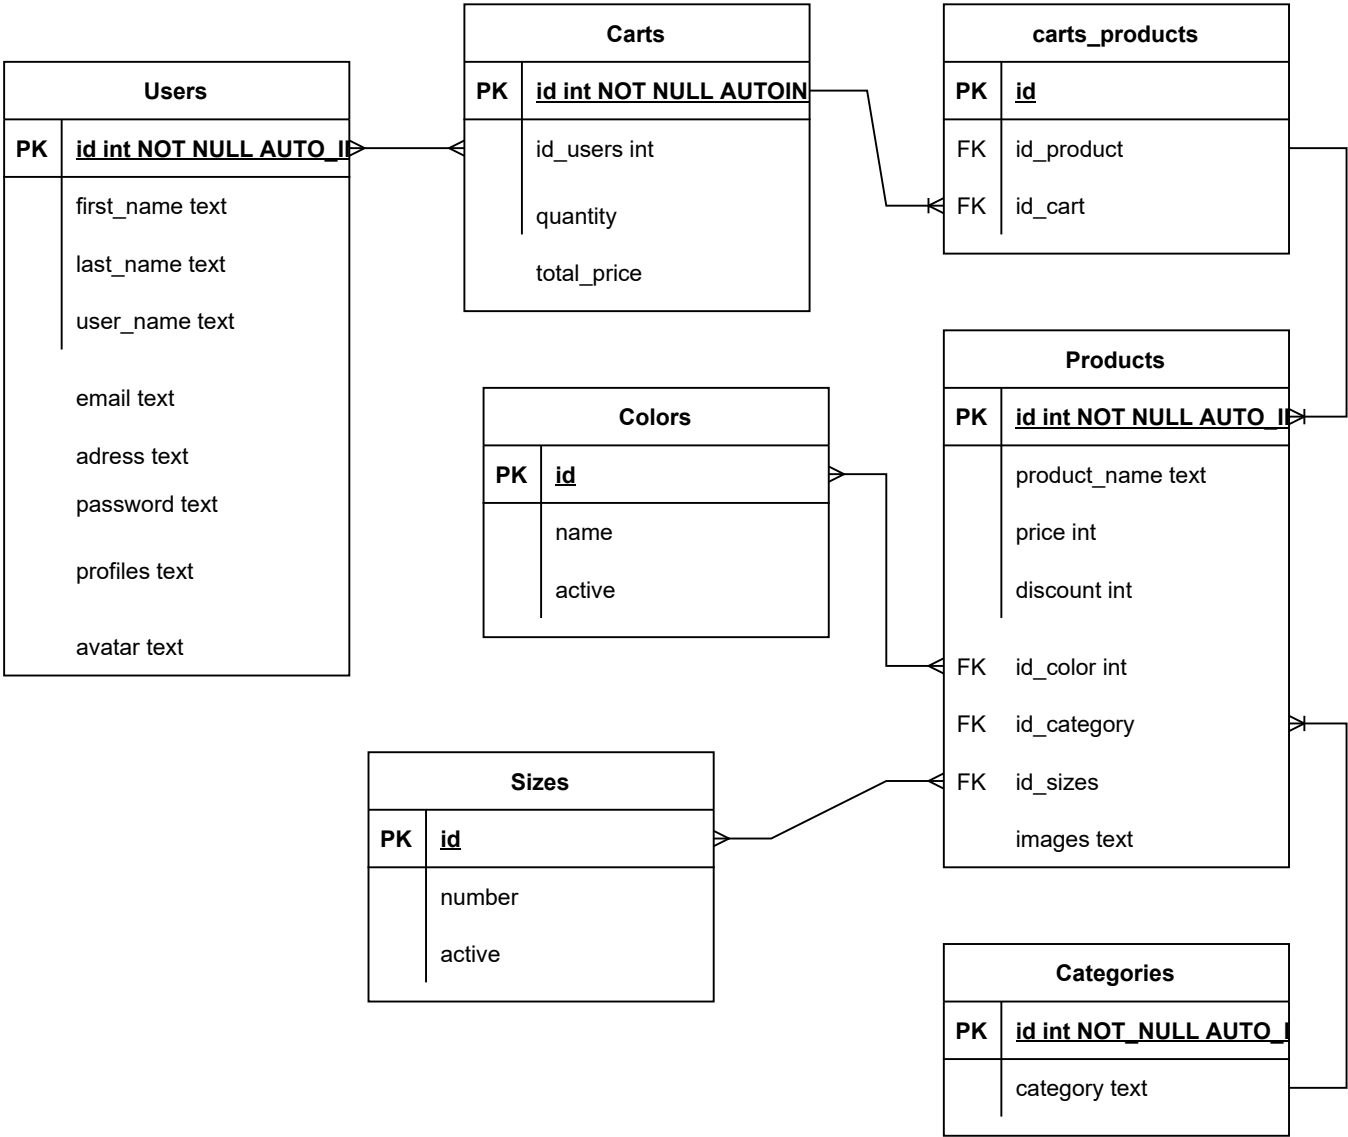 Users
PK id int NOT NULL AUTO_I
first_name text
last_name text
user_name text
email text
adress text
password text
profiles text
avatar text
Carts
PK id int NOT NULL AUTOIN
id_users int
quantity
total_price
carts_products
PK id
FK id_product
FK id_cart
Colors
PK id
name
active
Products
PK id int NOT NULL AUTO_I
product_name text
price int
discount int
FK id_color int
FK id_category
FK id_sizes
images text
Sizes
PK id
number
active
Categories
PK id int NOT_NULL AUTO_I
category text